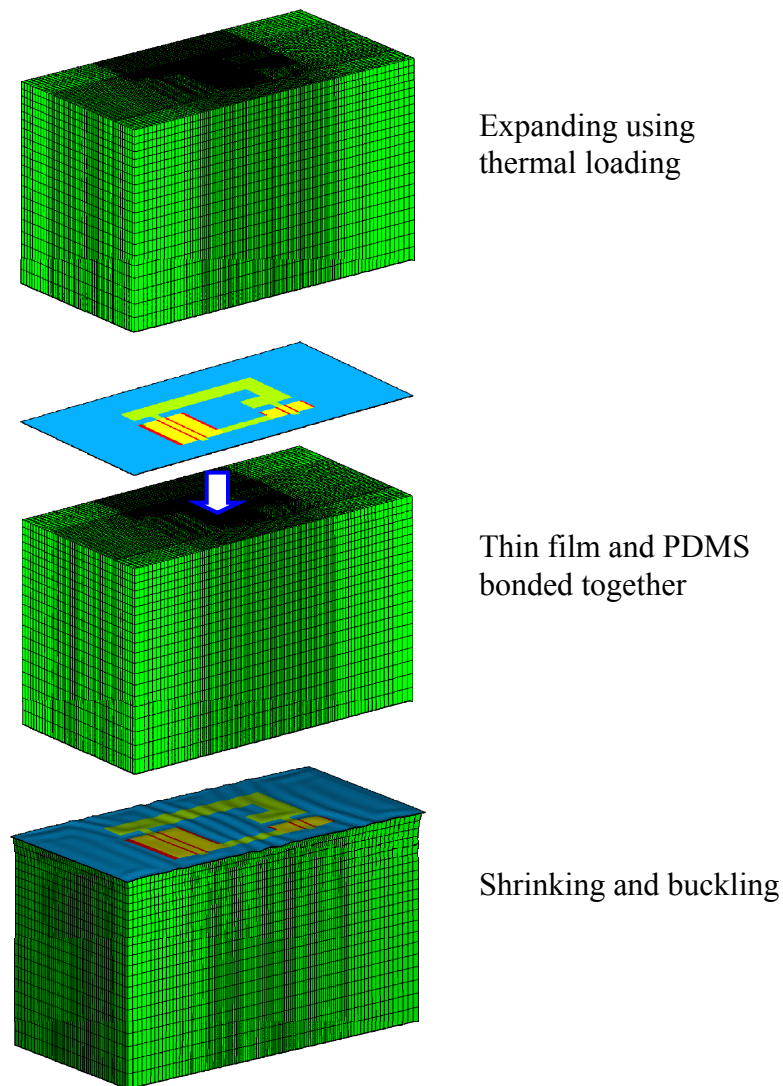 Expanding using
thermal loading
Thin film and PDMS
bonded together
Shrinking and buckling